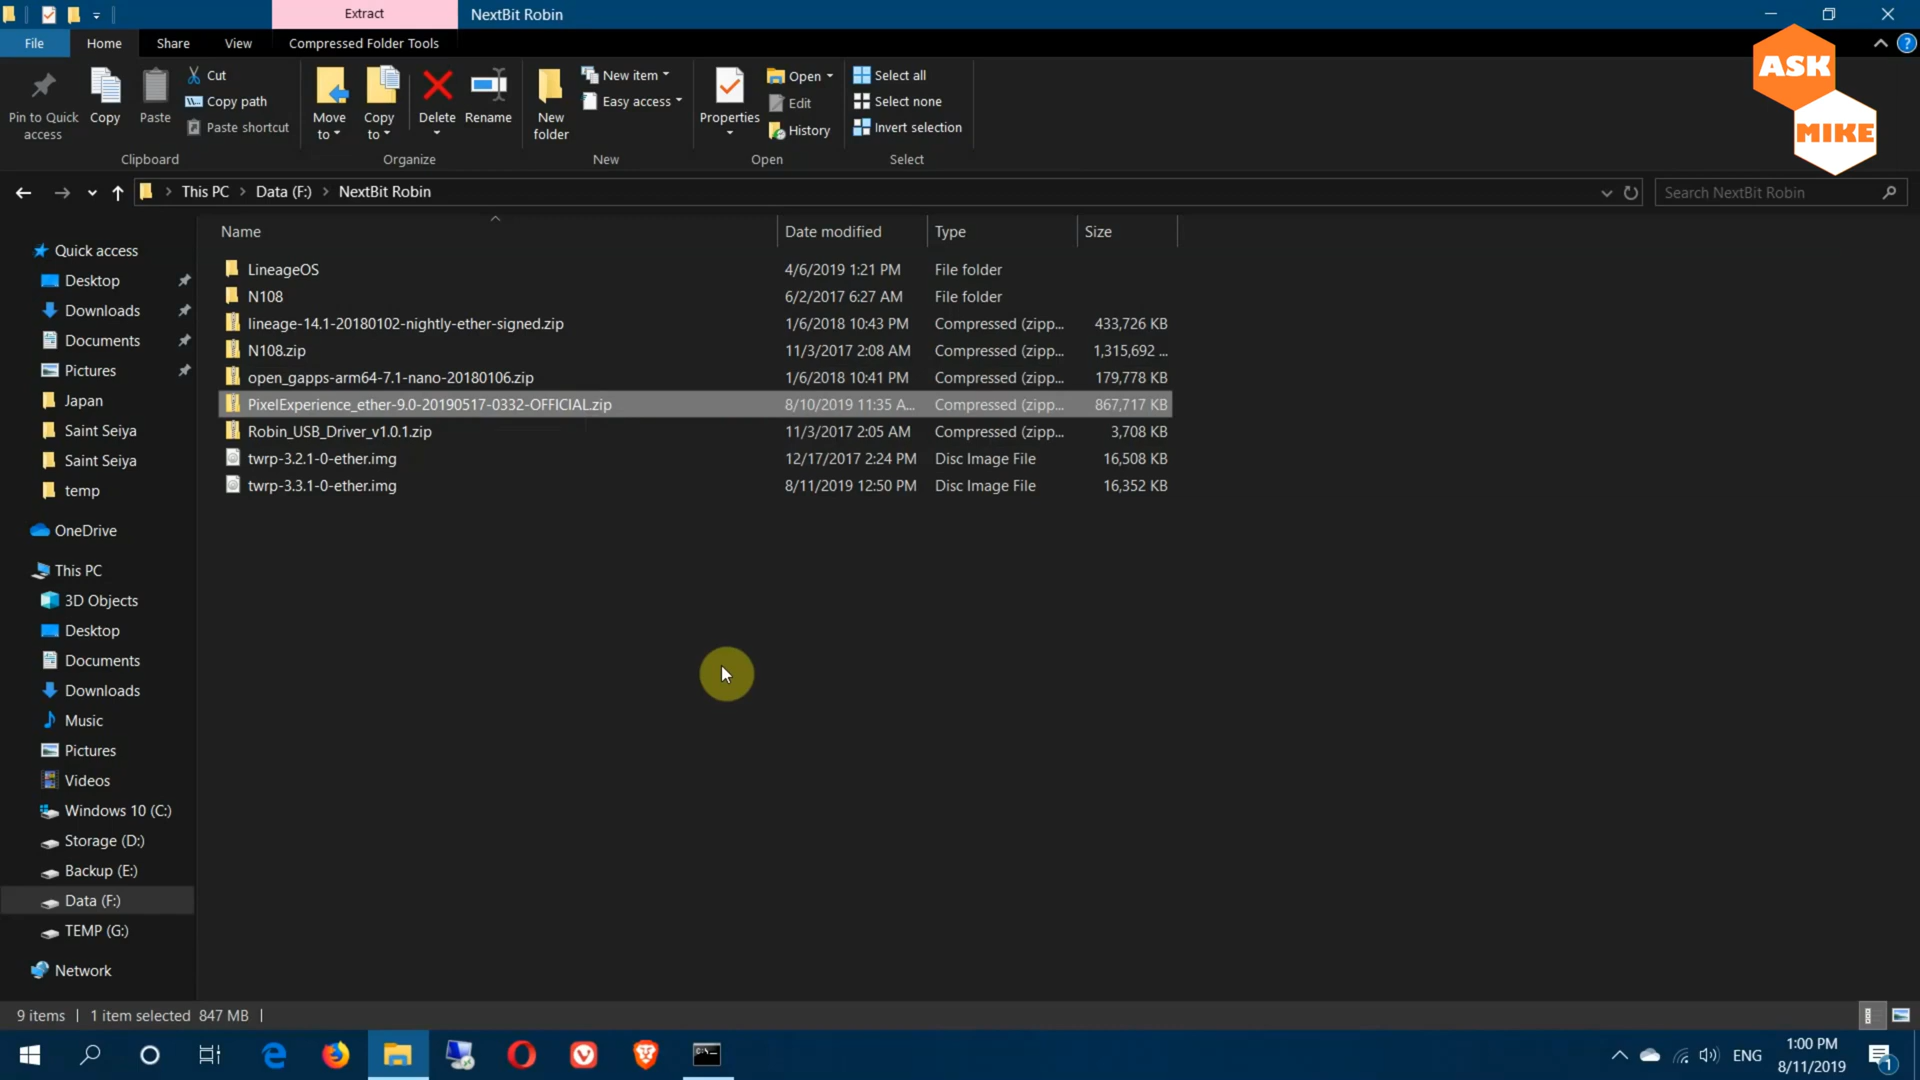 Extract
NextBit Robin
File
Home
Share
View
Compressed Folder Tools
Pin to Quick access
Copy
Paste
Cut
Copy path
Paste shortcut
Clipboard
Move to
Copy to
Delete
Rename
Organize
New folder
New item
Easy access
New
Properties
Open
Edit
History
Open
Select all
Select none
Invert selection
Select
ASK
MIKE
This PC
Data (F:)
NextBit Robin
Search NextBit Robin
Name Date modified Type Size
LineageOS 4/6/2019 1:21 PM File folder
N108 6/2/2017 6:27 AM File folder
lineage-14.1-20180102-nightly-ether-signed.zip 1/6/2018 10:43 PM Compressed (zipp... 433,726 KB
N108.zip 11/3/2017 2:08 AM Compressed (zipp... 1,315,692 ...
open_gapps-arm64-7.1-nano-20180106.zip 1/6/2018 10:41 PM Compressed (zipp... 179,778 KB
PixelExperience_ether-9.0-20190517-0332-OFFICIAL.zip 8/10/2019 11:35 A... Compressed (zipp... 867,717 KB
Robin_USB_Driver_v1.0.1.zip 11/3/2017 2:05 AM Compressed (zipp... 3,708 KB
twrp-3.2.1-0-ether.img 12/17/2017 2:24 PM Disc Image File 16,508 KB
twrp-3.3.1-0-ether.img 8/11/2019 12:50 PM Disc Image File 16,352 KB
Quick access
Desktop
Downloads
Documents
Pictures
Japan
Saint Seiya
Saint Seiya
temp
OneDrive
This PC
3D Objects
Desktop
Documents
Downloads
Music
Pictures
Videos
Windows 10 (C:)
Storage (D:)
Backup (E:)
Data (F:)
TEMP (G:)
Network
9 items
1 item selected 847 MB
ENG
1:00 PM
8/11/2019
1